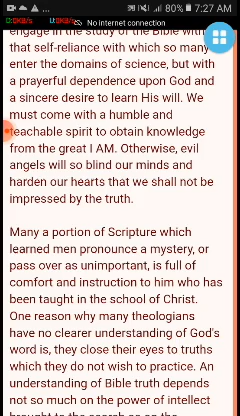 80% 7:27 AM
No internet connection
engage in the study of the Bible with
that self-reliance with which so many
enter the domains of science, but with
a prayerful dependence upon God and
a sincere desire to learn His will. We
must come with a humble and
teachable spirit to obtain knowledge
from the great I AM. Otherwise, evil
angels will so blind our minds and
harden our hearts that we shall not be
impressed by the truth.
Many a portion of Scripture which
learned men pronounce a mystery, or
pass over as unimportant, is full of
comfort and instruction to him who has
been taught in the school of Christ.
One reason why many theologians
have no clearer understanding of God's
word is, they close their eyes to truths
which they do not wish to practice. An
understanding of Bible truth depends
not so much on the power of intellect
brought to the search as on the